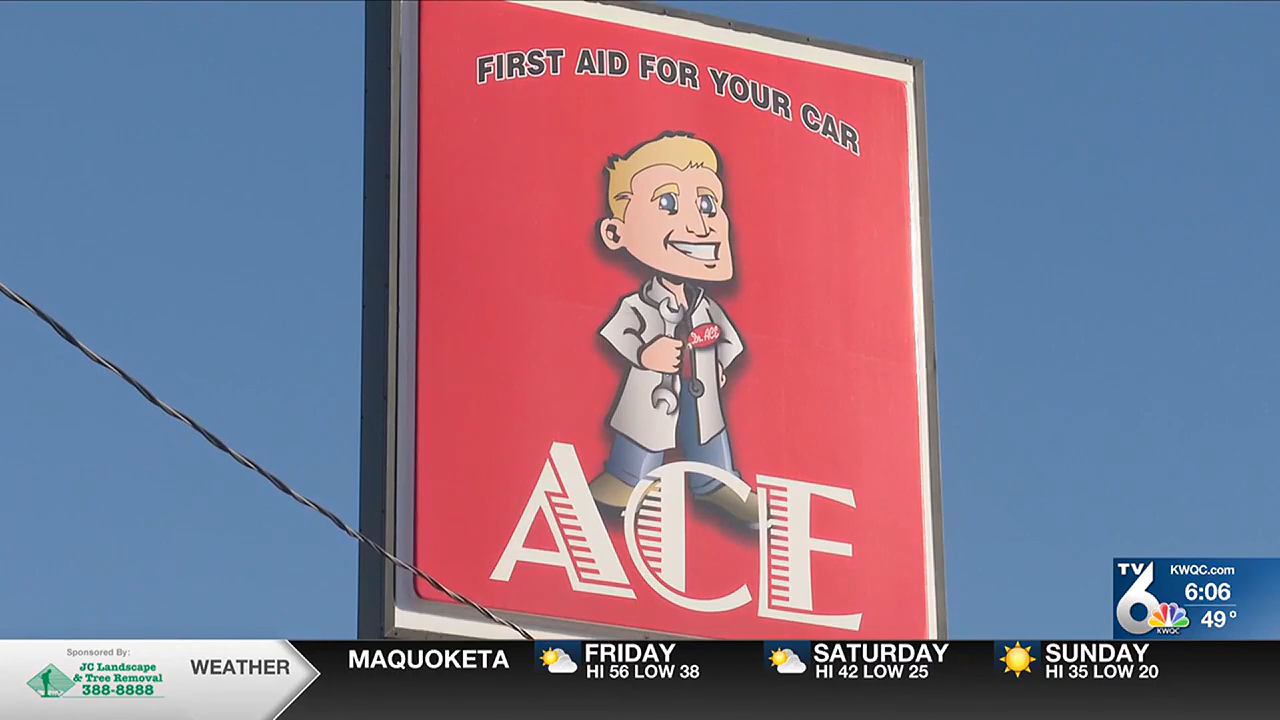 FIRST AID FOR YOUR CAR
Dr. ACE
ACE
TV
6
KWQC
KWQC.com
6:06
49°
Sponsored By:
JC Landscape
& Tree Removal
388-8888
WEATHER
MAQUOKETA
FRIDAY
HI 56 LOW 38
SATURDAY
HI 42 LOW 25
SUNDAY
HI 35 LOW 20